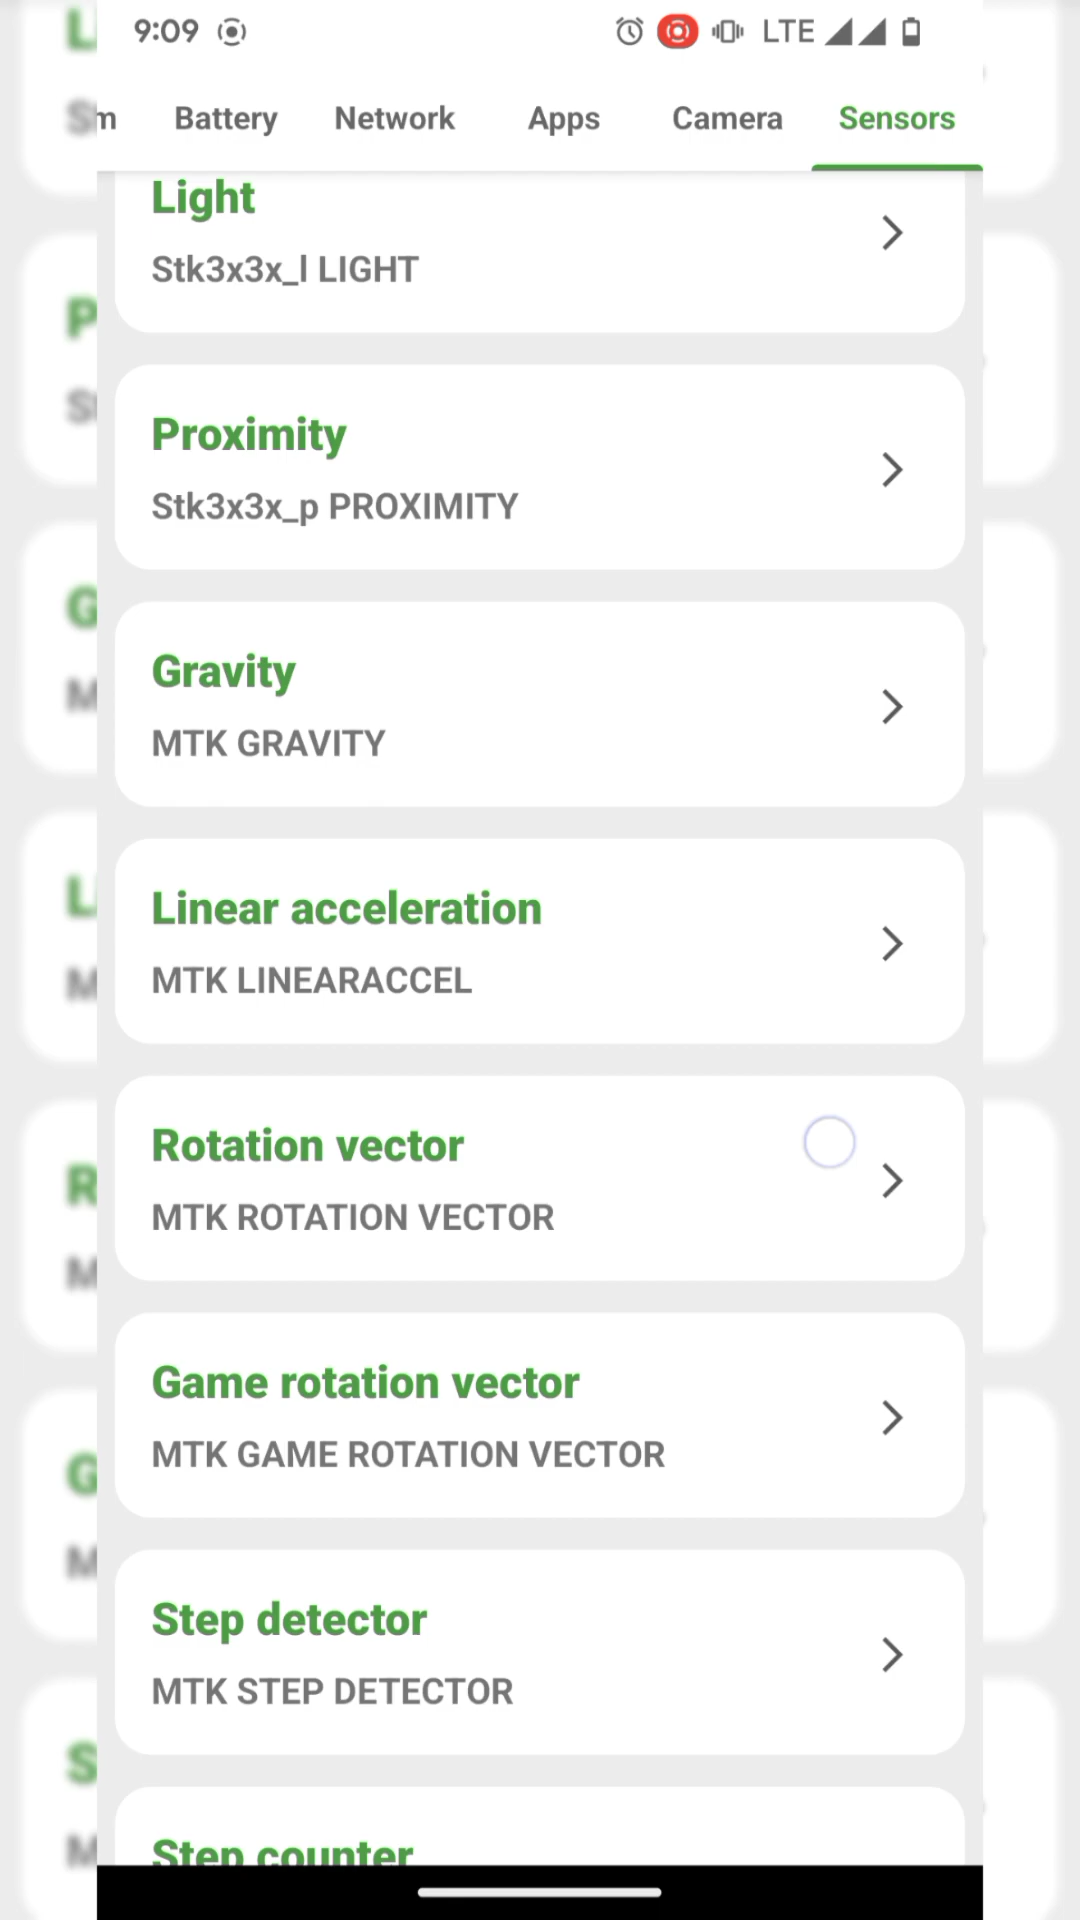 9:09 LTE
m Battery Network Apps Camera Sensors
Light
Stk3x3x_l LIGHT
Proximity
Stk3x3x_p PROXIMITY
Gravity
MTK GRAVITY
Linear acceleration
MTK LINEARACCEL
Rotation vector
MTK ROTATION VECTOR
Game rotation vector
MTK GAME ROTATION VECTOR
Step detector
MTK STEP DETECTOR
Step counter